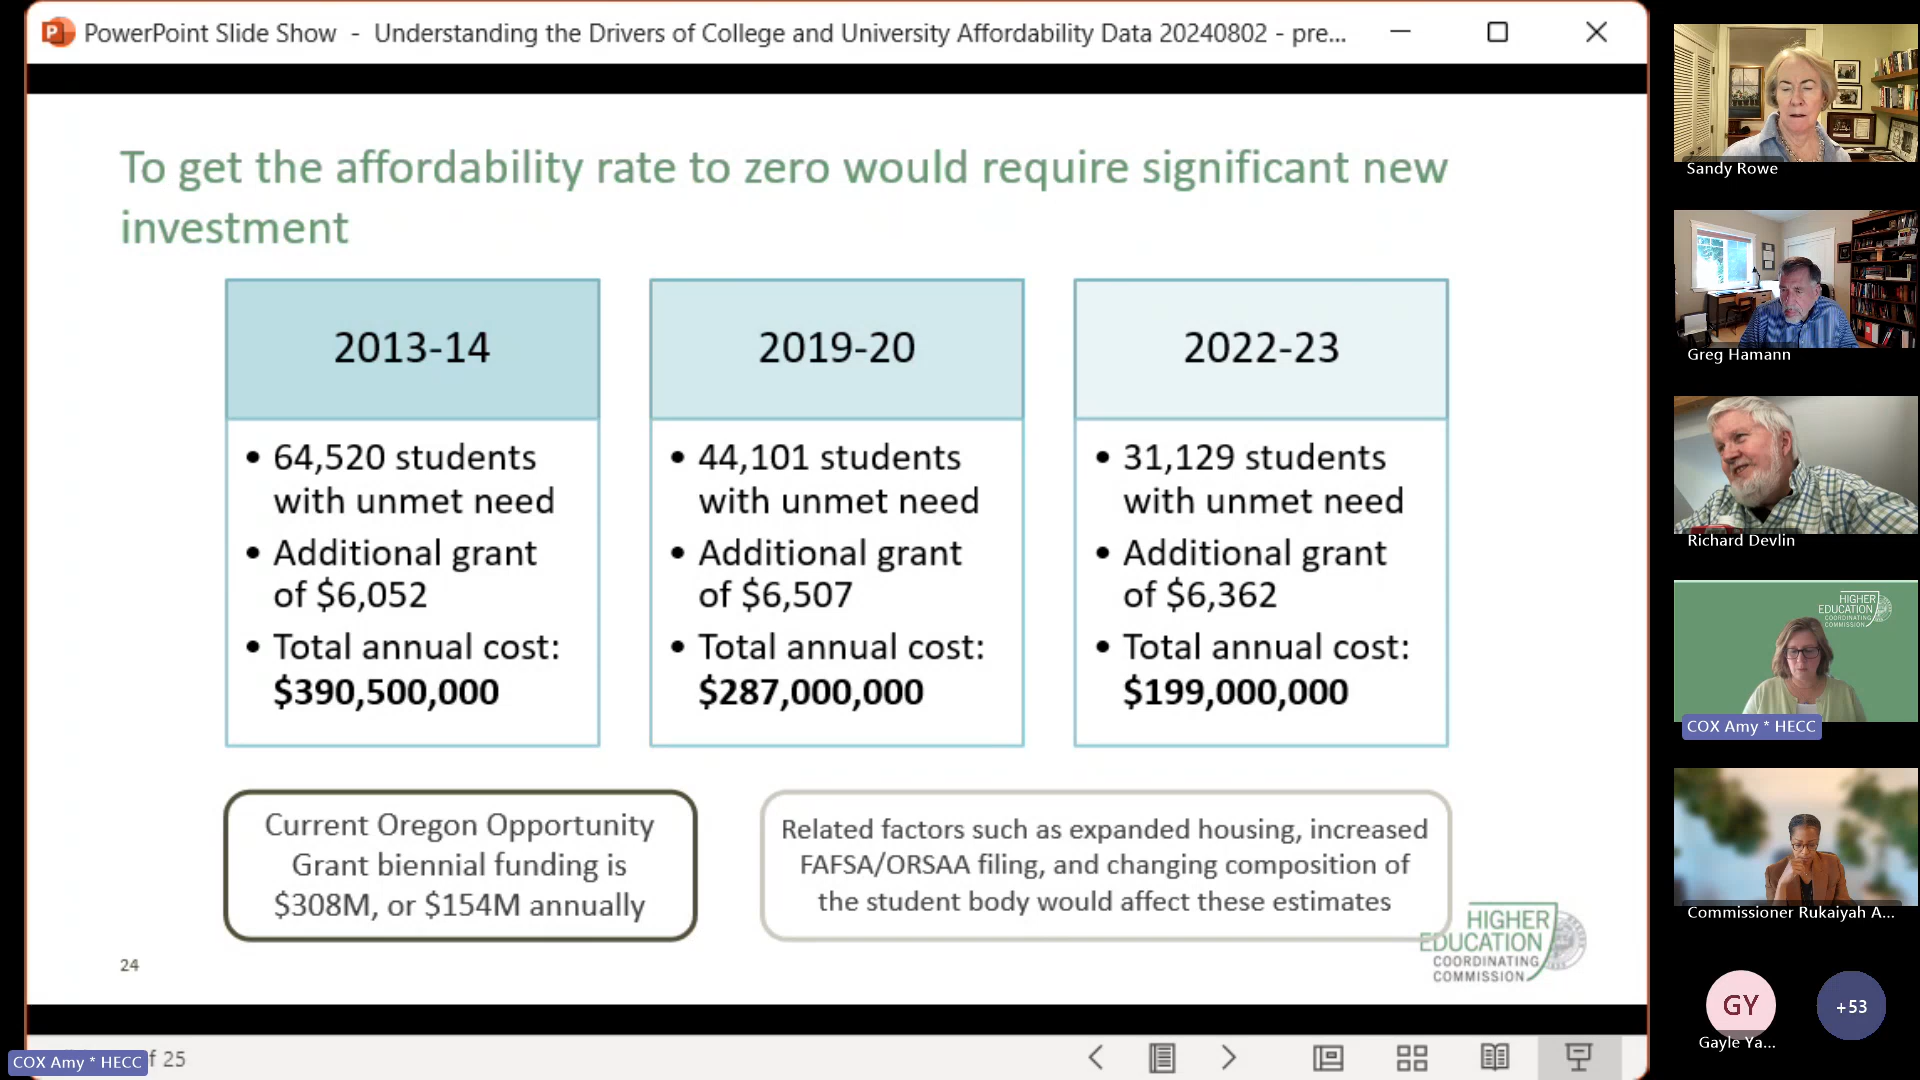 PowerPoint Slide Show - Understanding the Drivers of College and University Affordability Data 20240802 - pre...
To get the affordability rate to zero would require significant new
investment
2013-14
• 64,520 students
with unmet need
• Additional grant
of $6,052
• Total annual cost:
$390,500,000
2019-20
• 44,101 students
with unmet need
• Additional grant
of $6,507
• Total annual cost:
$287,000,000
2022-23
• 31,129 students
with unmet need
• Additional grant
of $6,362
• Total annual cost:
$199,000,000
Current Oregon Opportunity
Grant biennial funding is
$308M, or $154M annually
Related factors such as expanded housing, increased
FAFSA/ORSAA filing, and changing composition of
the student body would affect these estimates
24
HIGHER
EDUCATION
COORDINATING
COMMISSION
COX Amy * HECC
of 25
Sandy Rowe
Greg Hamann
Richard Devlin
HIGHER
EDUCATION
COORDINATING
COMMISSION
COX Amy * HECC
Commissioner Rukaiyah A...
GY
Gayle Ya...
+53